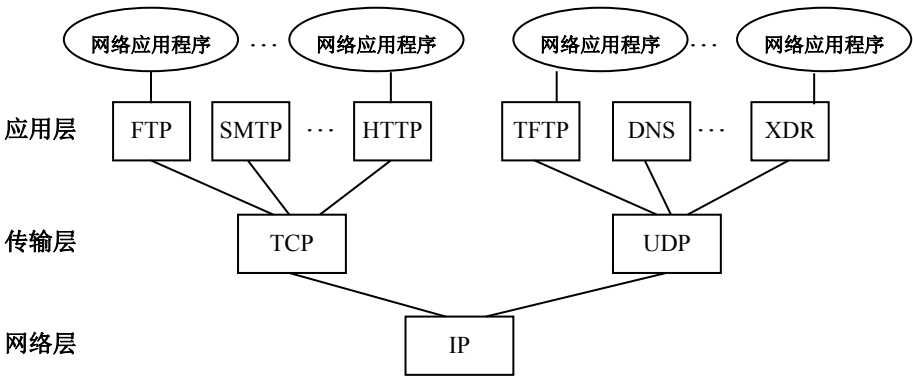 网络应用程序 … 网络应用程序 网络应用程序 … 网络应用程序
应用层 FTP SMTP … HTTP TFTP DNS … XDR
传输层 TCP UDP
网络层 IP